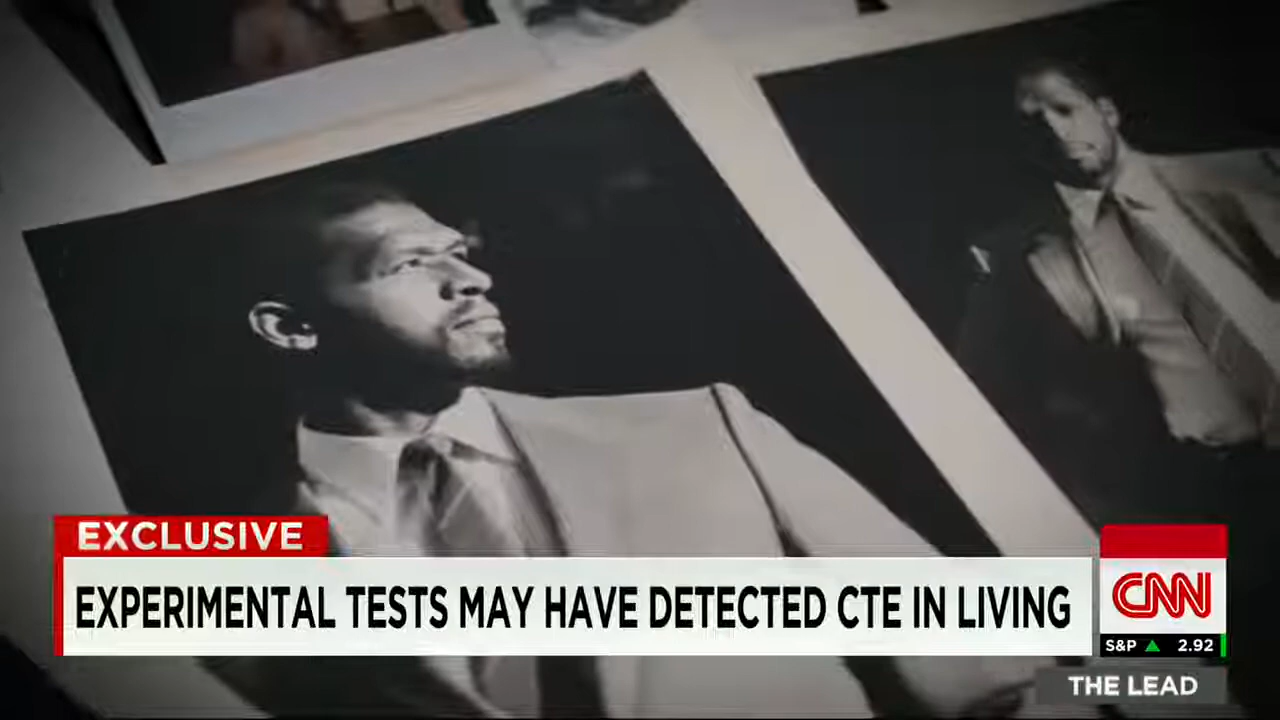 EXCLUSIVE
EXPERIMENTAL TESTS MAY HAVE DETECTED CTE IN LIVING
CNN
S&P ▲ 2.92
THE LEAD